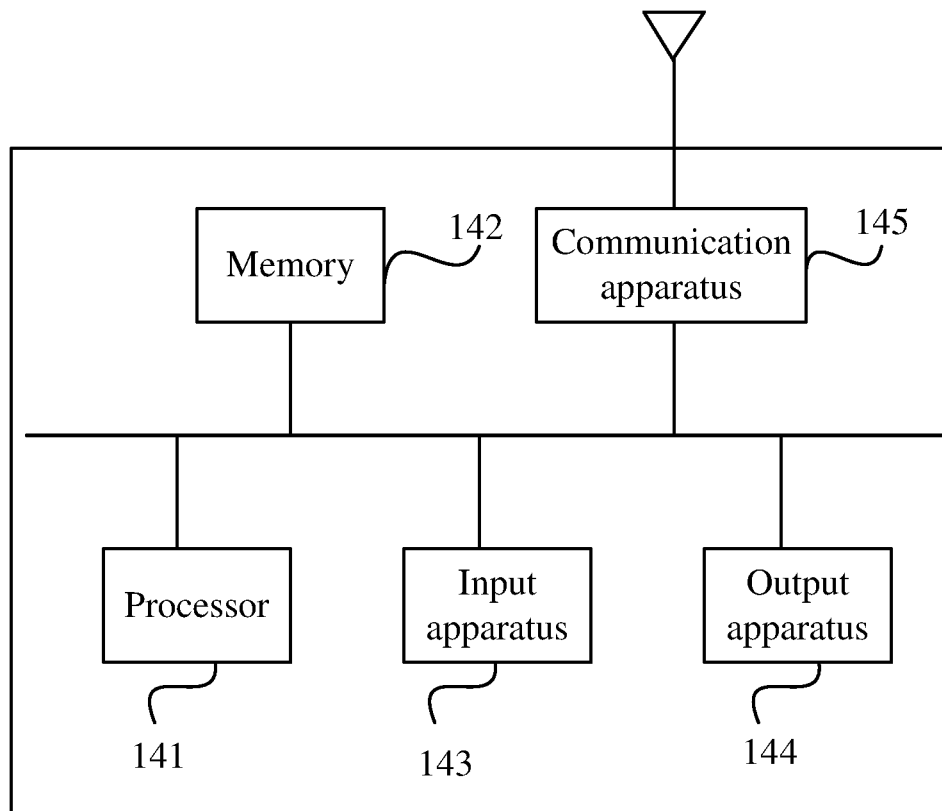 142
145
Memory
Communication
apparatus
Processor
Input
apparatus
Output
apparatus
141
143
144